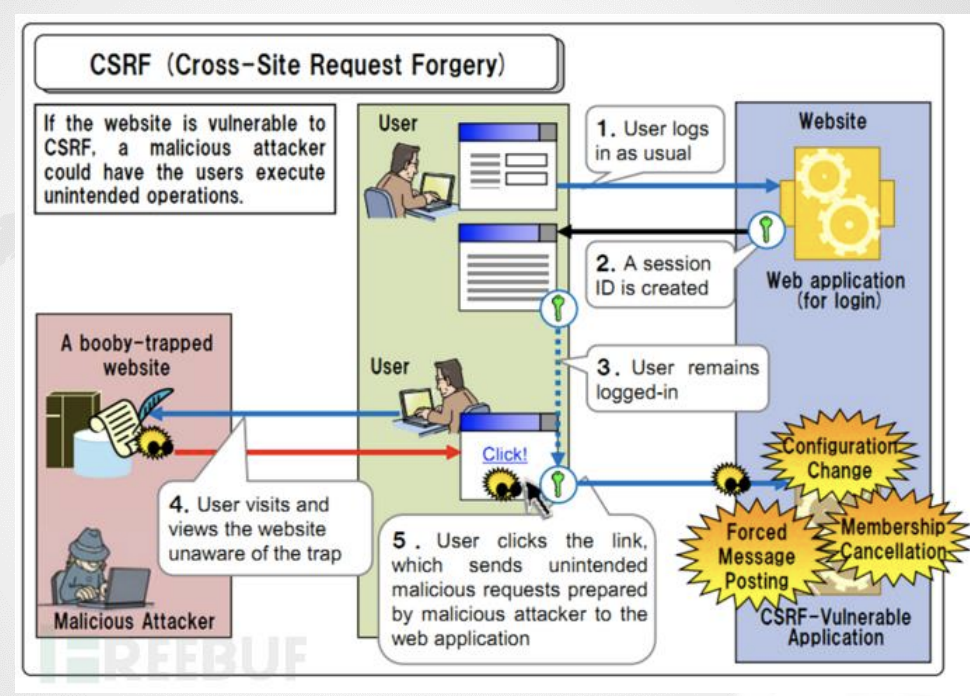 CSRF (Cross-Site Request Forgery)
If the website is vulnerable to
CSRF, a malicious attacker
could have the users execute
unintended operations.
User
1. User logs
in as usual
Website
2. A session
ID is created
Web application
(for login)
A booby-trapped
website
User
3. User remains
logged-in
Click!
4. User visits and
views the website
unaware of the trap
5. User clicks the link,
which sends unintended
malicious requests prepared
by malicious attacker to the
web application
Configuration
Change
Forced
Message
Posting
Membership
Cancellation
Malicious Attacker
CSRF-Vulnerable
Application
FREEBUF